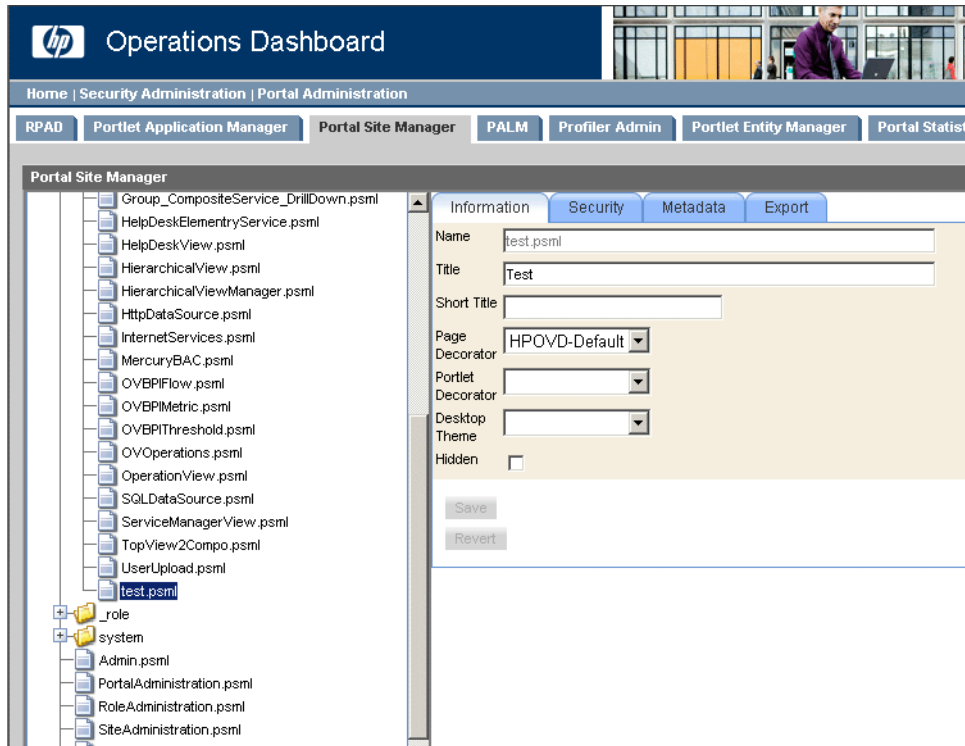 hp Operations Dashboard
Home | Security Administration | Portal Administration
RPAD Portlet Application Manager Portal Site Manager PALM Profiler Admin Portlet Entity Manager Portal Statist
Portal Site Manager
Group_CompositeService_DrillDown.psml
HelpDeskElementryService.psml
HelpDeskView.psml
HierarchicalView.psml
HierarchicalViewManager.psml
HttpDataSource.psml
InternetServices.psml
MercuryBAC.psml
OVBPIFlow.psml
OVBPIMetric.psml
OVBPIThreshold.psml
OVOperations.psml
OperationView.psml
SQLDataSource.psml
ServiceManagerView.psml
TopView2Compo.psml
UserUpload.psml
test.psml
_role
system
Admin.psml
PortalAdministration.psml
RoleAdministration.psml
SiteAdministration.psml
Information Security Metadata Export
Name test.psml
Title Test
Short Title
Page Decorator HPOVD-Default
Portlet Decorator
Desktop Theme
Hidden
Save
Revert